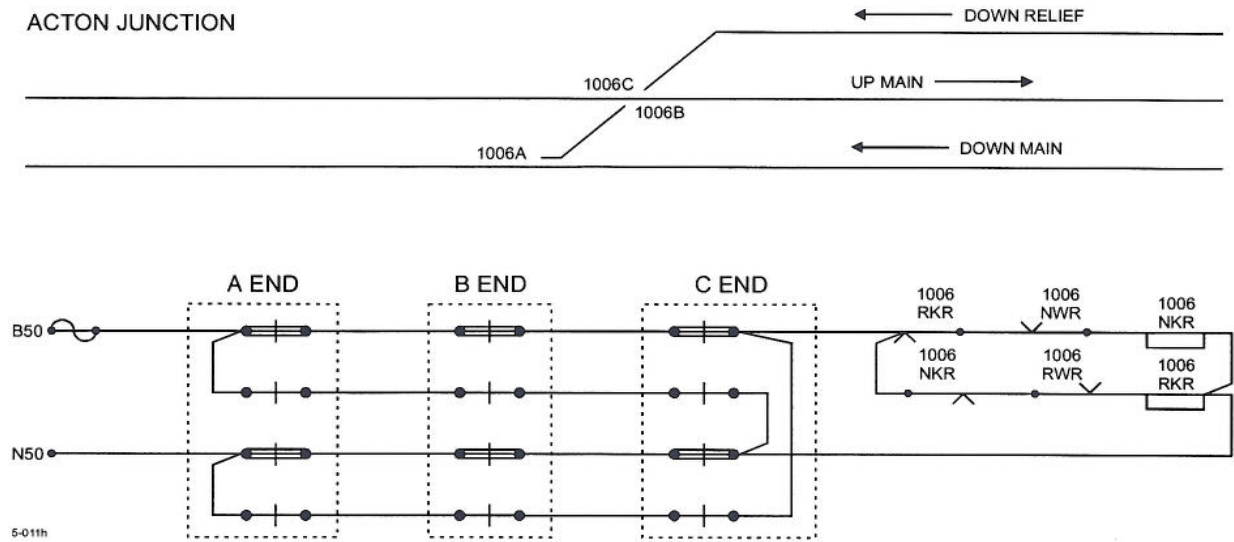 ACTON JUNCTION
DOWN RELIEF
1006C
UP MAIN
1006B
1006A
DOWN MAIN
A END
B END
C END
1006
RKR
1006
NWR
1006
NKR
B50
1006
NKR
1006
RWR
1006
RKR
N50
5-011h